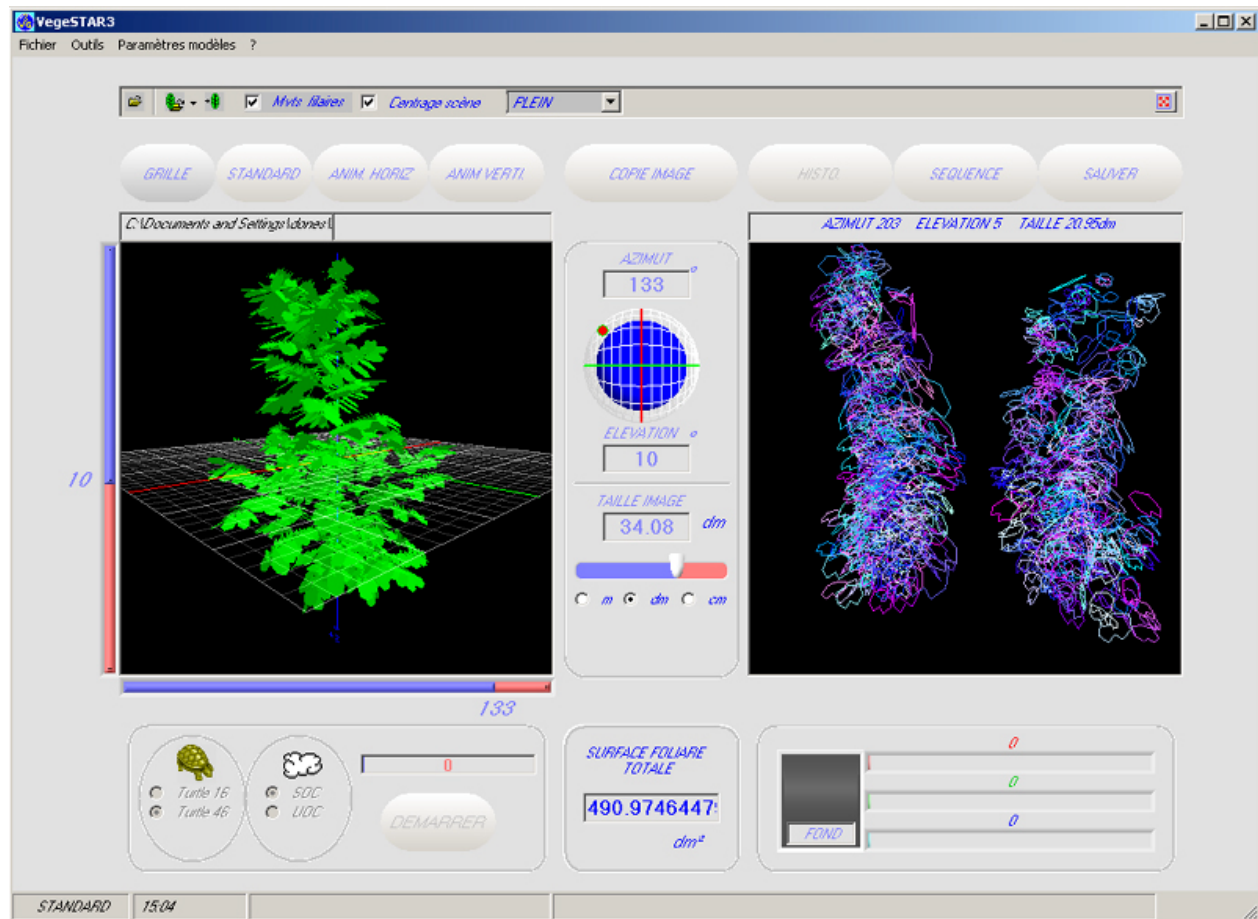 VegeSTAR3
Fichier Outils Paramètres modèles ?
Mvts filaires Centrage scène PLEIN
GRILLE STANDARD ANIM. HORIZ ANIM VERTI. COPIE IMAGE HISTO. SEQUENCE SAUVER
C:\Documents and Settings\dones\
AZIMUT 203 ELEVATION 5 TAILLE 20.95dm
AZIMUT °
133
ELEVATION °
10
10
TAILLE IMAGE
34.08 dm
m dm cm
133
Turtle 16
Turtle 46
SOC
UOC
0
DEMARRER
SURFACE FOLIARE
TOTALE
490.97464479
dm²
FOND
0
0
0
STANDARD 15:04